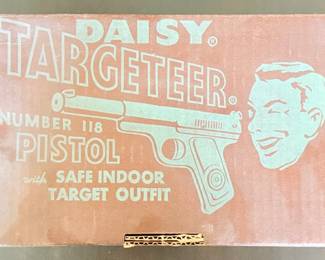 DAISY®
TARGETEER®
NUMBER 118
PISTOL
with SAFE INDOOR
TARGET OUTFIT